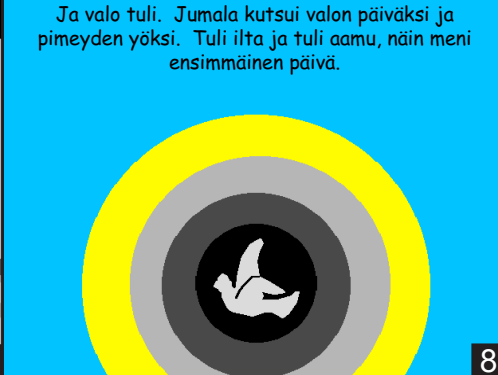 Ja valo tuli. Jumala kutsui valon päiväksi ja
pimeyden yöksi. Tuli ilta ja tuli aamu, näin meni
ensimmäinen päivä.
8